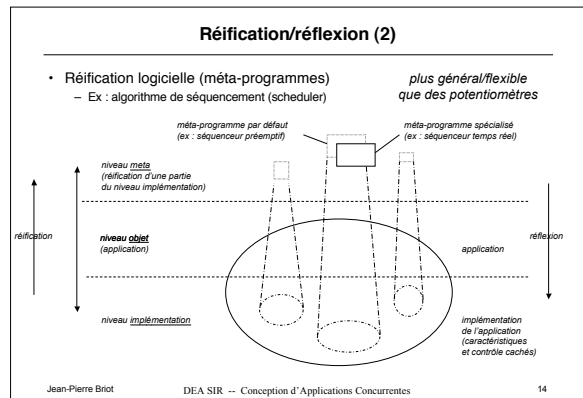 Réification/réflexion (2)
• Réification logicielle (méta-programmes)
– Ex : algorithme de séquencement (scheduler)
plus général/flexible
que des potentiomètres
méta-programme par défaut
(ex : séquenceur préemptif)
méta-programme spécialisé
(ex : séquenceur temps réel)
niveau meta
(réification d'une partie
du niveau implémentation)
réification
niveau objet
(application)
application
réflexion
niveau implémentation
implémentation
de l'application
(caractéristiques
et contrôle cachés)
Jean-Pierre Briot
DEA SIR -- Conception d'Applications Concurrentes
14